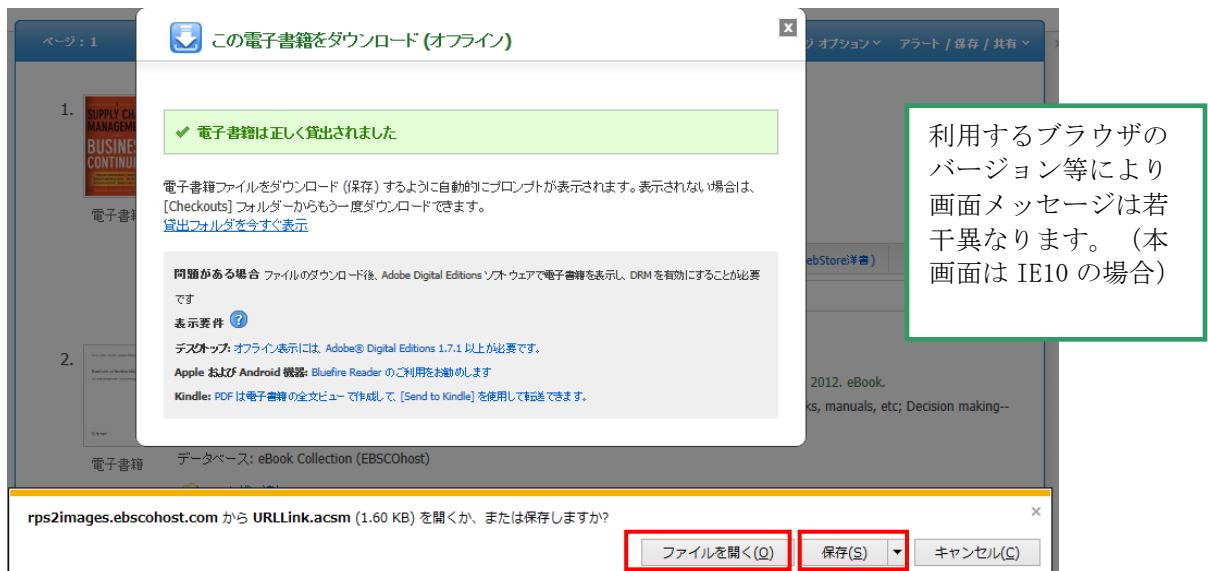 ページ : 1
この電子書籍をダウンロード (オフライン)
オプション
アラート / 保存 / 共有
1.
SUPPLY
電子書籍は正しく貸出されました
利用するブラウザの
バージョン等により
画面メッセージは若
干異なります。（本
画面は IE10 の場合）
電子書籍ファイルをダウンロード (保存) するように自動的にプロンプトが表示されます。表示されない場合は、
[Checkouts] フォルダーからもう一度ダウンロードできます。
貸出フォルダを今すぐ表示
問題がある場合 ファイルのダウンロード後、Adobe Digital Editions ソフトウェアで電子書籍を表示し、DRM を有効にすることが必要
です
表示要件 ?
デスクトップ: オフライン表示には、Adobe® Digital Editions 1.7.1 以上が必要です。
Apple および Android 機器: Bluefire Reader のご利用をお勧めします
Kindle: PDF は電子書籍の全文ビューで作成して、[Send to Kindle] を使用して転送できます。
2.
2012. eBook.
manuals, etc; Decision making--
電子書籍
データベース: eBook Collection (EBSCOhost)
rps2images.ebscohost.com から URLLink.acsm (1.60 KB) を開くか、または保存しますか?
ファイルを開く(O)
保存(S)
キャンセル(C)